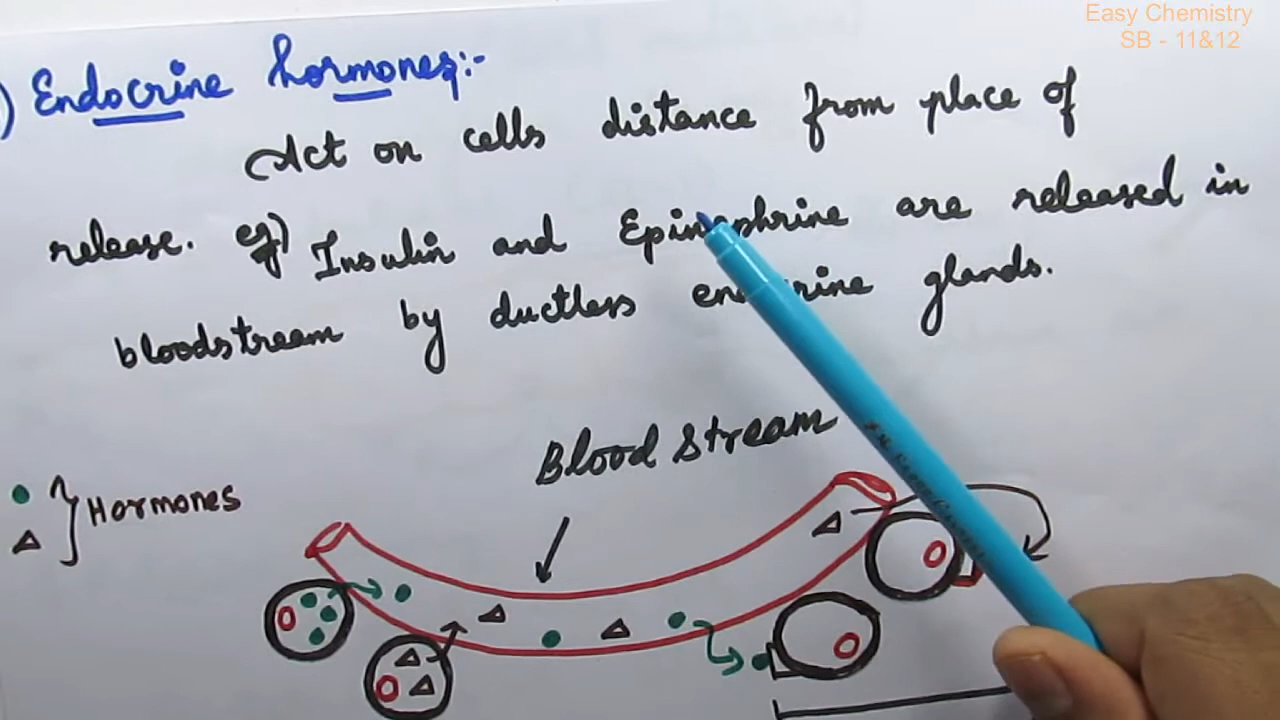 Easy Chemistry
SB - 11&12
) Endocrine hormones:-
Act on cells distance from place of
release. eg) Insulin and Epinephrine are released in
bloodstream by ductless endocrine glands.
Blood Stream
Hormones